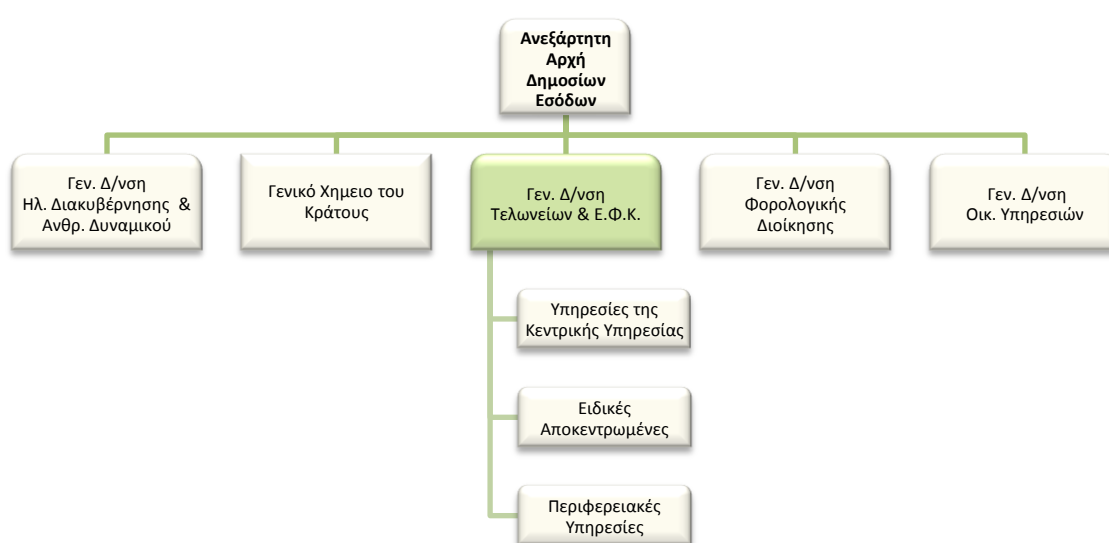 Ανεξάρτητη
Αρχή
Δημοσίων
Εσόδων
Γεν. Δ/νση
Ηλ. Διακυβέρνησης &
Ανθρ. Δυναμικού
Γενικό Χημειο του
Κράτους
Γεν. Δ/νση
Τελωνείων & Ε.Φ.Κ.
Γεν. Δ/νση
Φορολογικής
Διοίκησης
Γεν. Δ/νση
Οικ. Υπηρεσιών
Υπηρεσίες της
Κεντρικής Υπηρεσίας
Ειδικές
Αποκεντρωμένες
Περιφερειακές
Υπηρεσίες